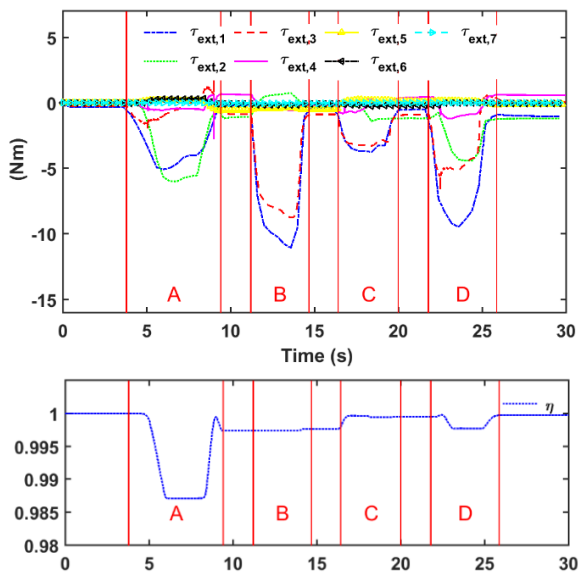 τext,1 τext,3 τext,5 τext,7
τext,2 τext,4 τext,6
5
0
-5
-10
-15
(Nm)
A B C D
0 5 10 15 20 25 30
Time (s)
η
1
0.995
0.99
0.985
0.98
A B C D
0 5 10 15 20 25 30